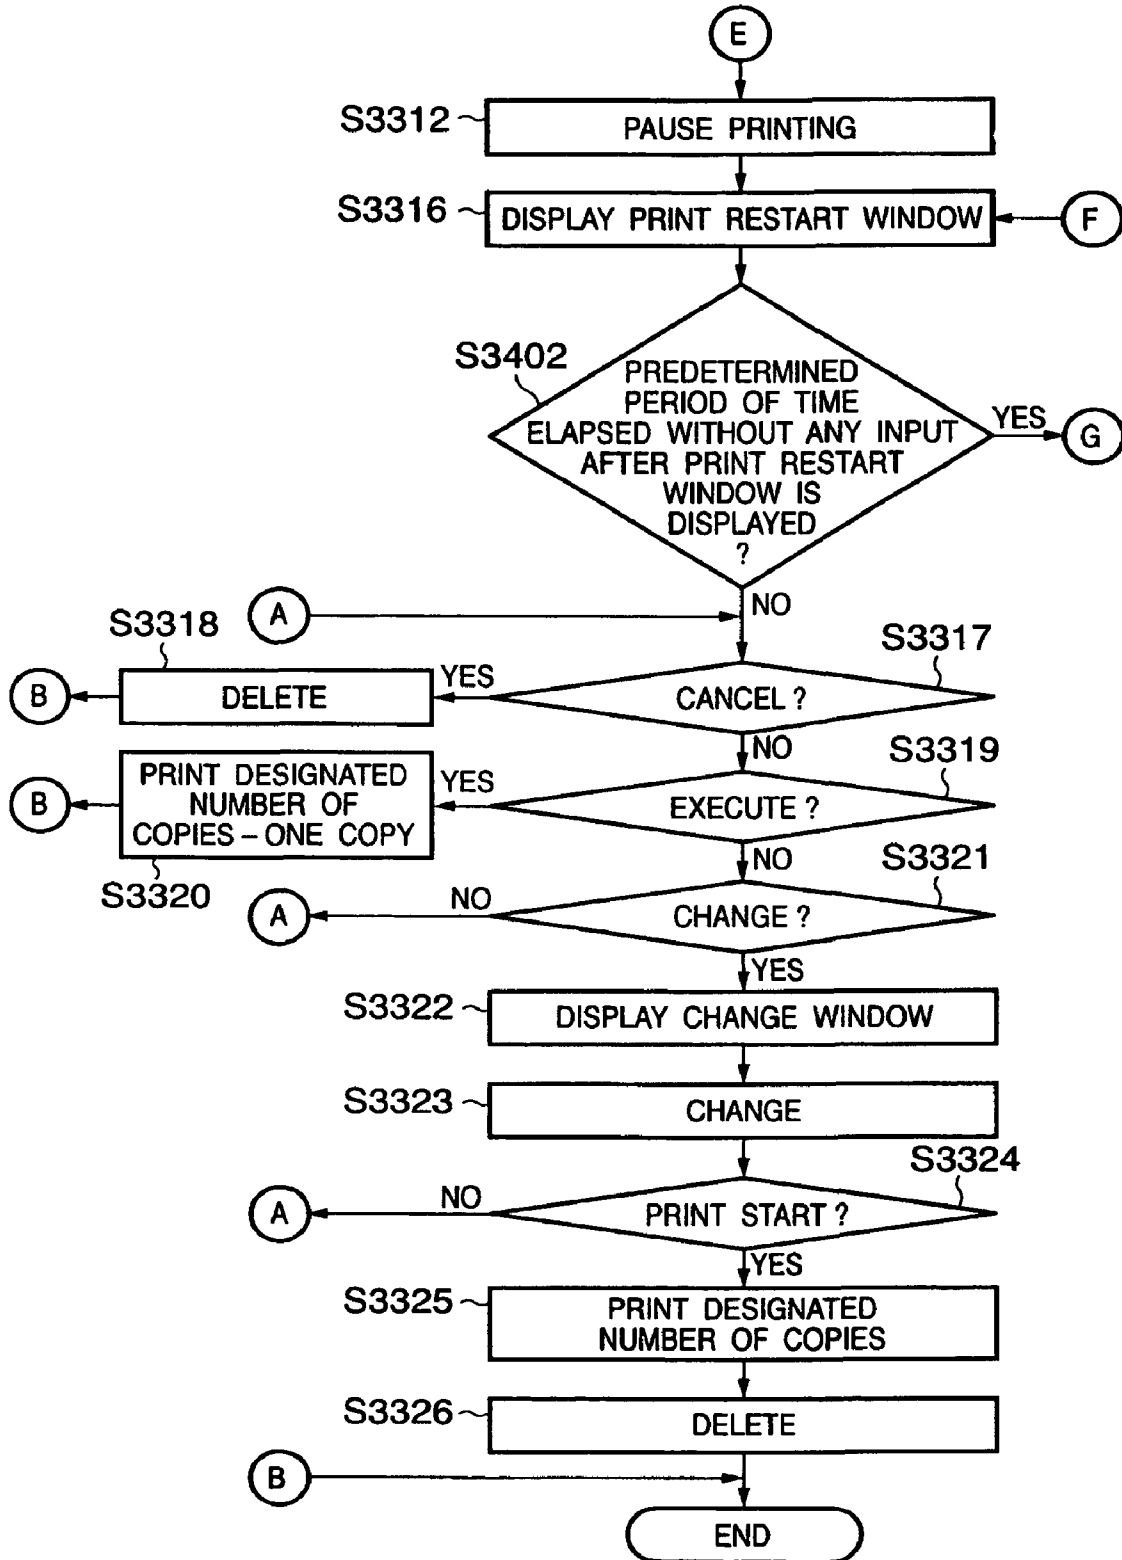 E
S3312
PAUSE PRINTING
S3316
DISPLAY PRINT RESTART WINDOW
F
S3402
PREDETERMINED
PERIOD OF TIME
ELAPSED WITHOUT ANY INPUT
AFTER PRINT RESTART
WINDOW IS
DISPLAYED
?
YES
G
NO
A
S3318
S3317
B
DELETE
YES
CANCEL ?
NO
S3319
B
PRINT DESIGNATED
NUMBER OF
COPIES – ONE COPY
YES
EXECUTE ?
S3320
NO
S3321
A
NO
CHANGE ?
YES
S3322
DISPLAY CHANGE WINDOW
S3323
CHANGE
S3324
A
NO
PRINT START ?
YES
S3325
PRINT DESIGNATED
NUMBER OF COPIES
S3326
DELETE
B
END